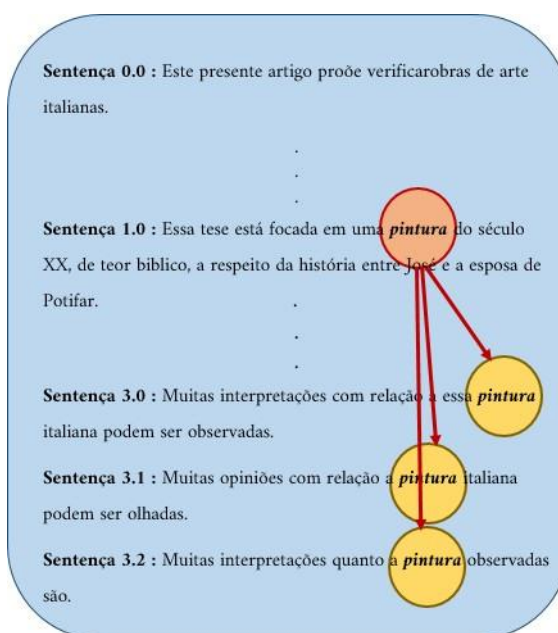 Sentença 0.0 : Este presente artigo proõe verificarobras de arte
italianas.
.
.
.
Sentença 1.0 : Essa tese está focada em uma pintura do século
XX, de teor bíblico, a respeito da história entre José e a esposa de
Potifar.
.
.
.
Sentença 3.0 : Muitas interpretações com relação a essa pintura
italiana podem ser observadas.
Sentença 3.1 : Muitas opiniões com relação a pintura italiana
podem ser olhadas.
Sentença 3.2 : Muitas interpretações quanto a pintura observadas
são.